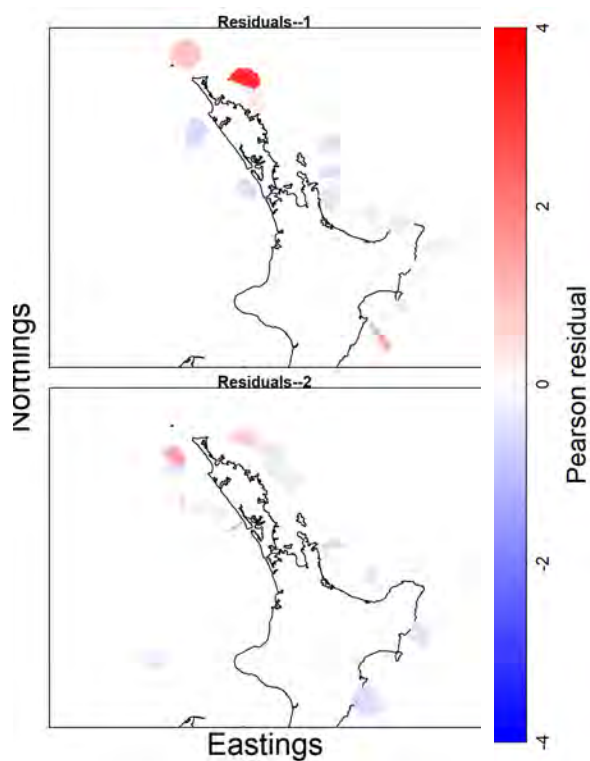 Residuals--1
Northings
Residuals--2
Eastings
4
2
0
-2
-4
Pearson residual